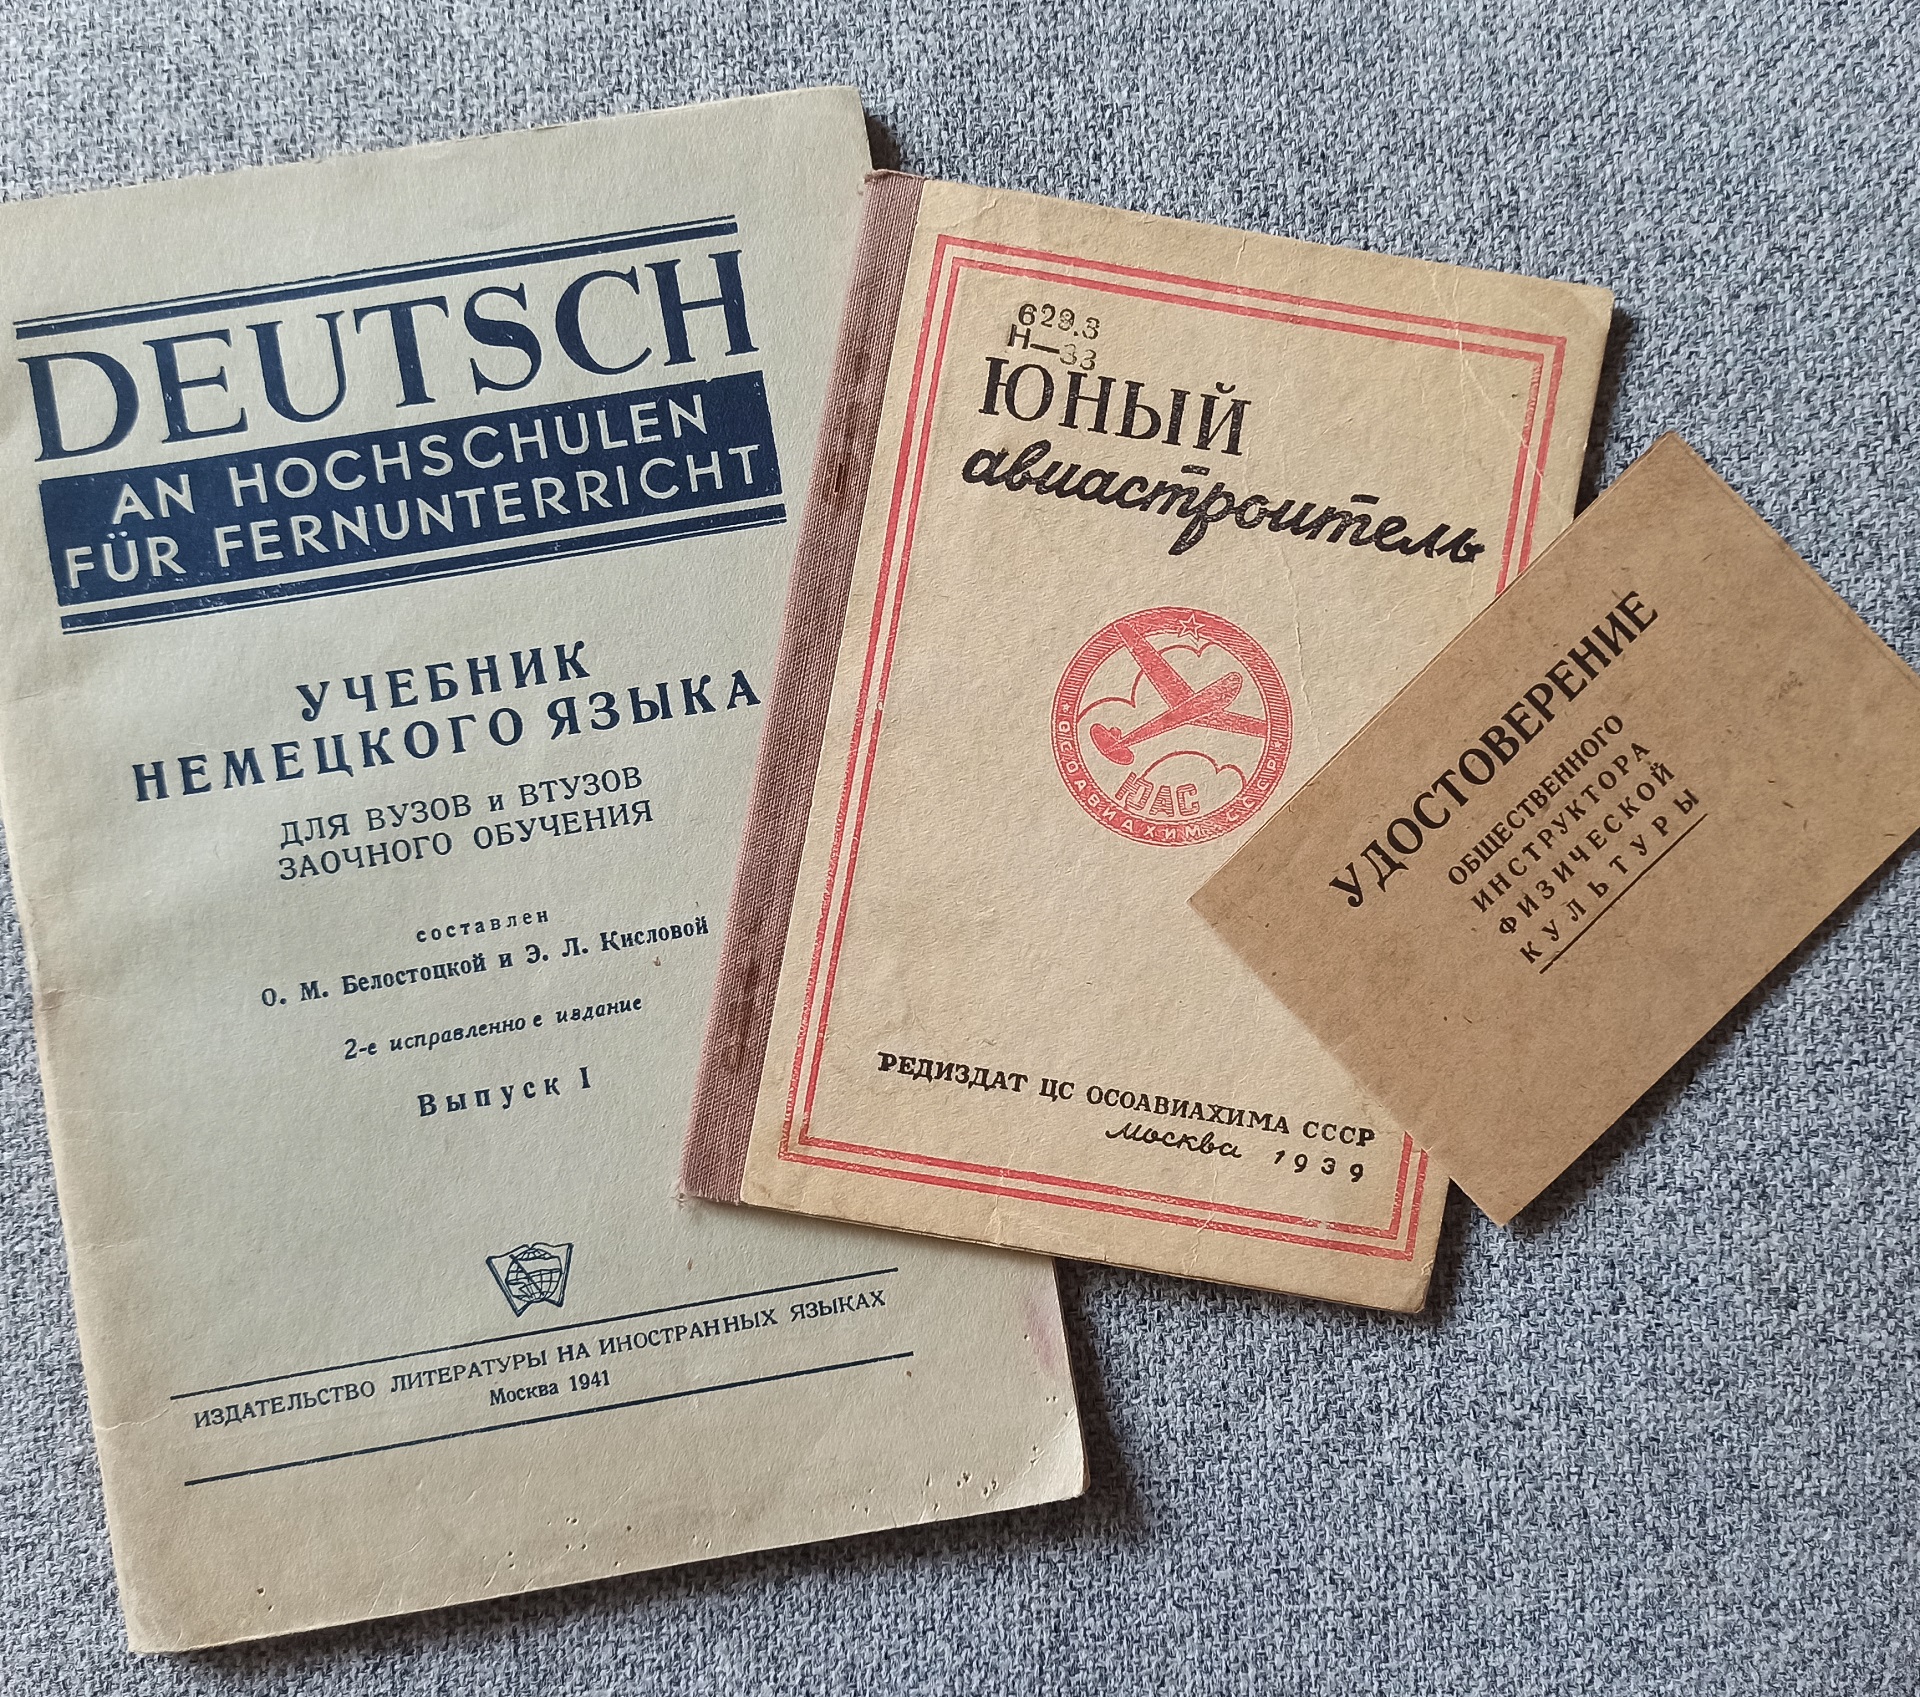 DEUTSCH
AN HOCHSCHULEN
FÜR FERNUNTERRICHT
УЧЕБНИК
НЕМЕЦКОГО ЯЗЫКА
ДЛЯ ВУЗОВ и ВТУЗОВ
ЗАОЧНОГО ОБУЧЕНИЯ
составлен
О. М. Белостоцкой и Э. Л. Кисловой
2-е исправленное издание
Выпуск I
ИЗДАТЕЛЬСТВО ЛИТЕРАТУРЫ НА ИНОСТРАННЫХ ЯЗЫКАХ
Москва 1941
629.3
Н—33
ЮНЫЙ
авиастроитель
ЮАС
ОСОАВИАХИМ СССР
РЕДИЗДАТ ЦС ОСОАВИАХИМА СССР
Москва 1939
УДОСТОВЕРЕНИЕ
ОБЩЕСТВЕННОГО
ИНСТРУКТОРА
ФИЗИЧЕСКОЙ
КУЛЬТУРЫ